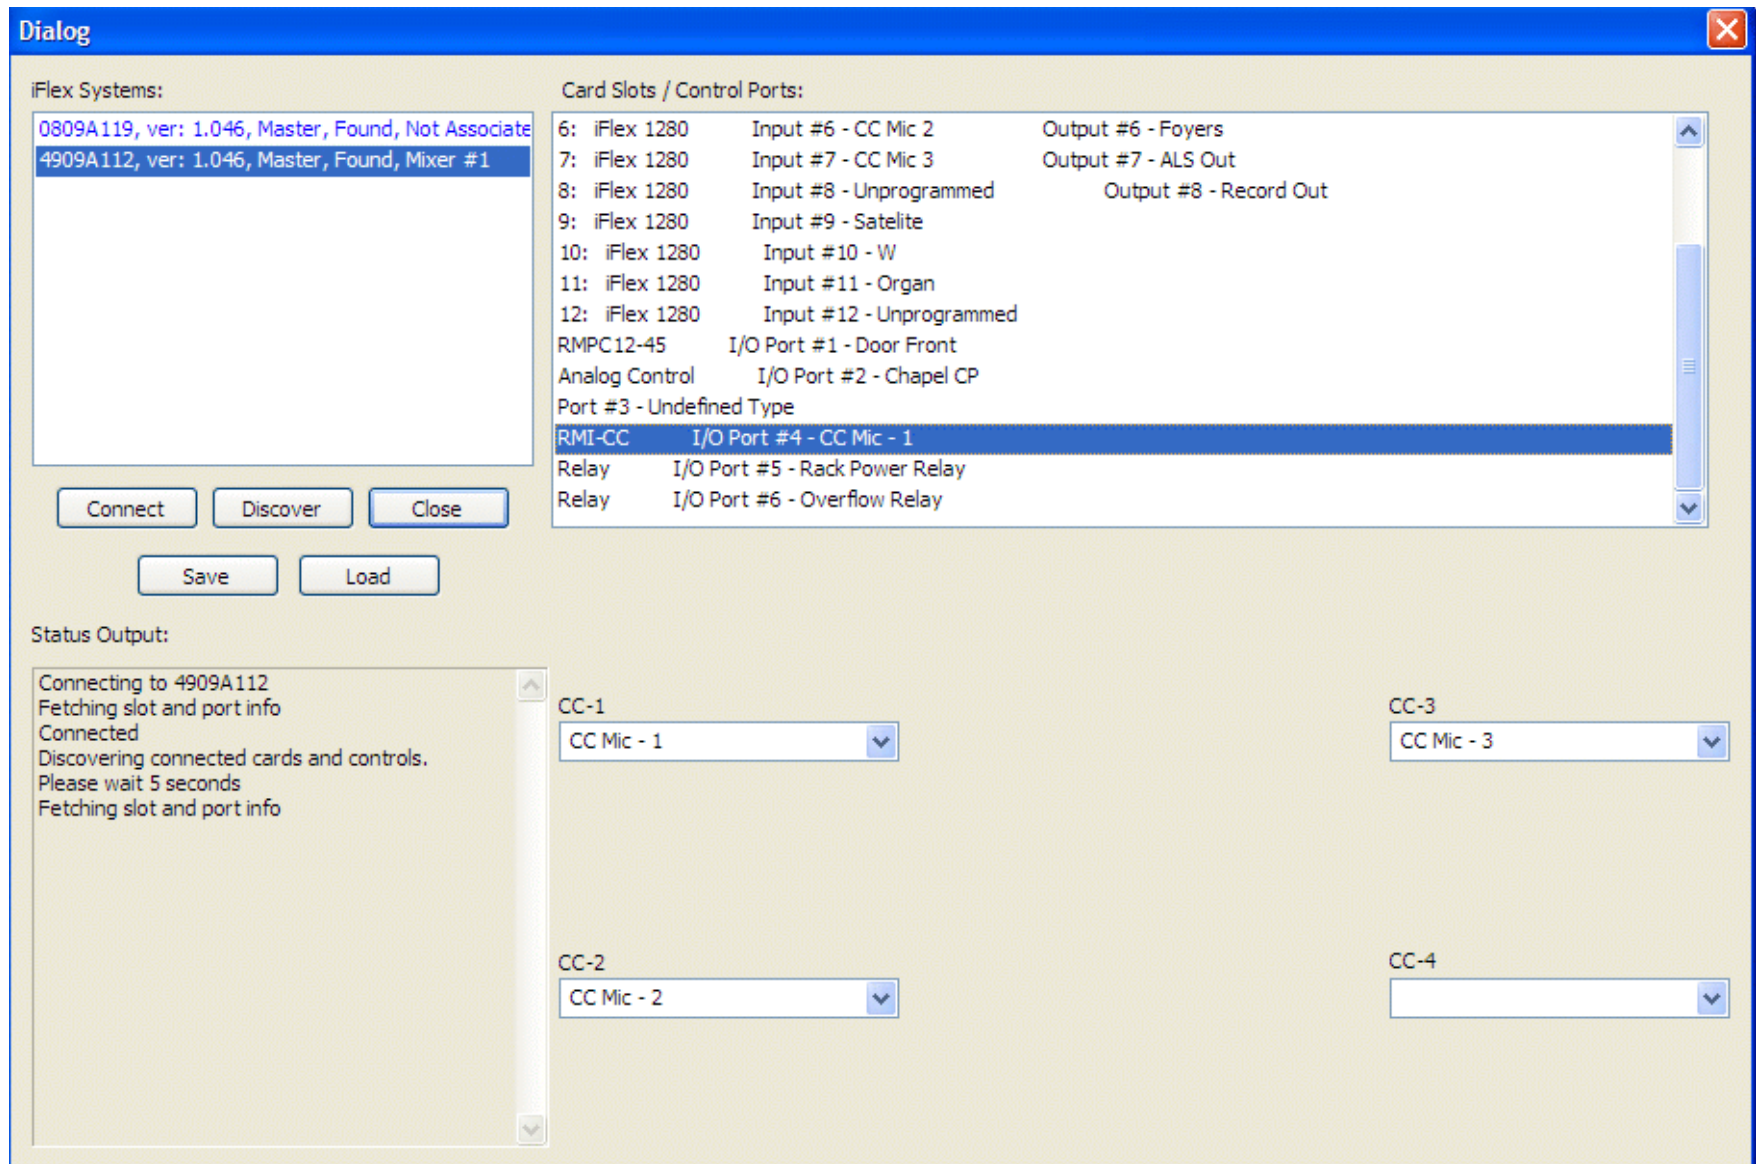 Dialog
iFlex Systems:
0809A119, ver: 1.046, Master, Found, Not Associate
4909A112, ver: 1.046, Master, Found, Mixer #1
Connect Discover Close
Save Load
Card Slots / Control Ports:
6: iFlex 1280 Input #6 - CC Mic 2 Output #6 - Foyers
7: iFlex 1280 Input #7 - CC Mic 3 Output #7 - ALS Out
8: iFlex 1280 Input #8 - Unprogrammed Output #8 - Record Out
9: iFlex 1280 Input #9 - Satelite
10: iFlex 1280 Input #10 - W
11: iFlex 1280 Input #11 - Organ
12: iFlex 1280 Input #12 - Unprogrammed
RMPC12-45 I/O Port #1 - Door Front
Analog Control I/O Port #2 - Chapel CP
Port #3 - Undefined Type
RMI-CC I/O Port #4 - CC Mic - 1
Relay I/O Port #5 - Rack Power Relay
Relay I/O Port #6 - Overflow Relay
Status Output:
Connecting to 4909A112
Fetching slot and port info
Connected
Discovering connected cards and controls.
Please wait 5 seconds
Fetching slot and port info
CC-1
CC Mic - 1
CC-3
CC Mic - 3
CC-2
CC Mic - 2
CC-4